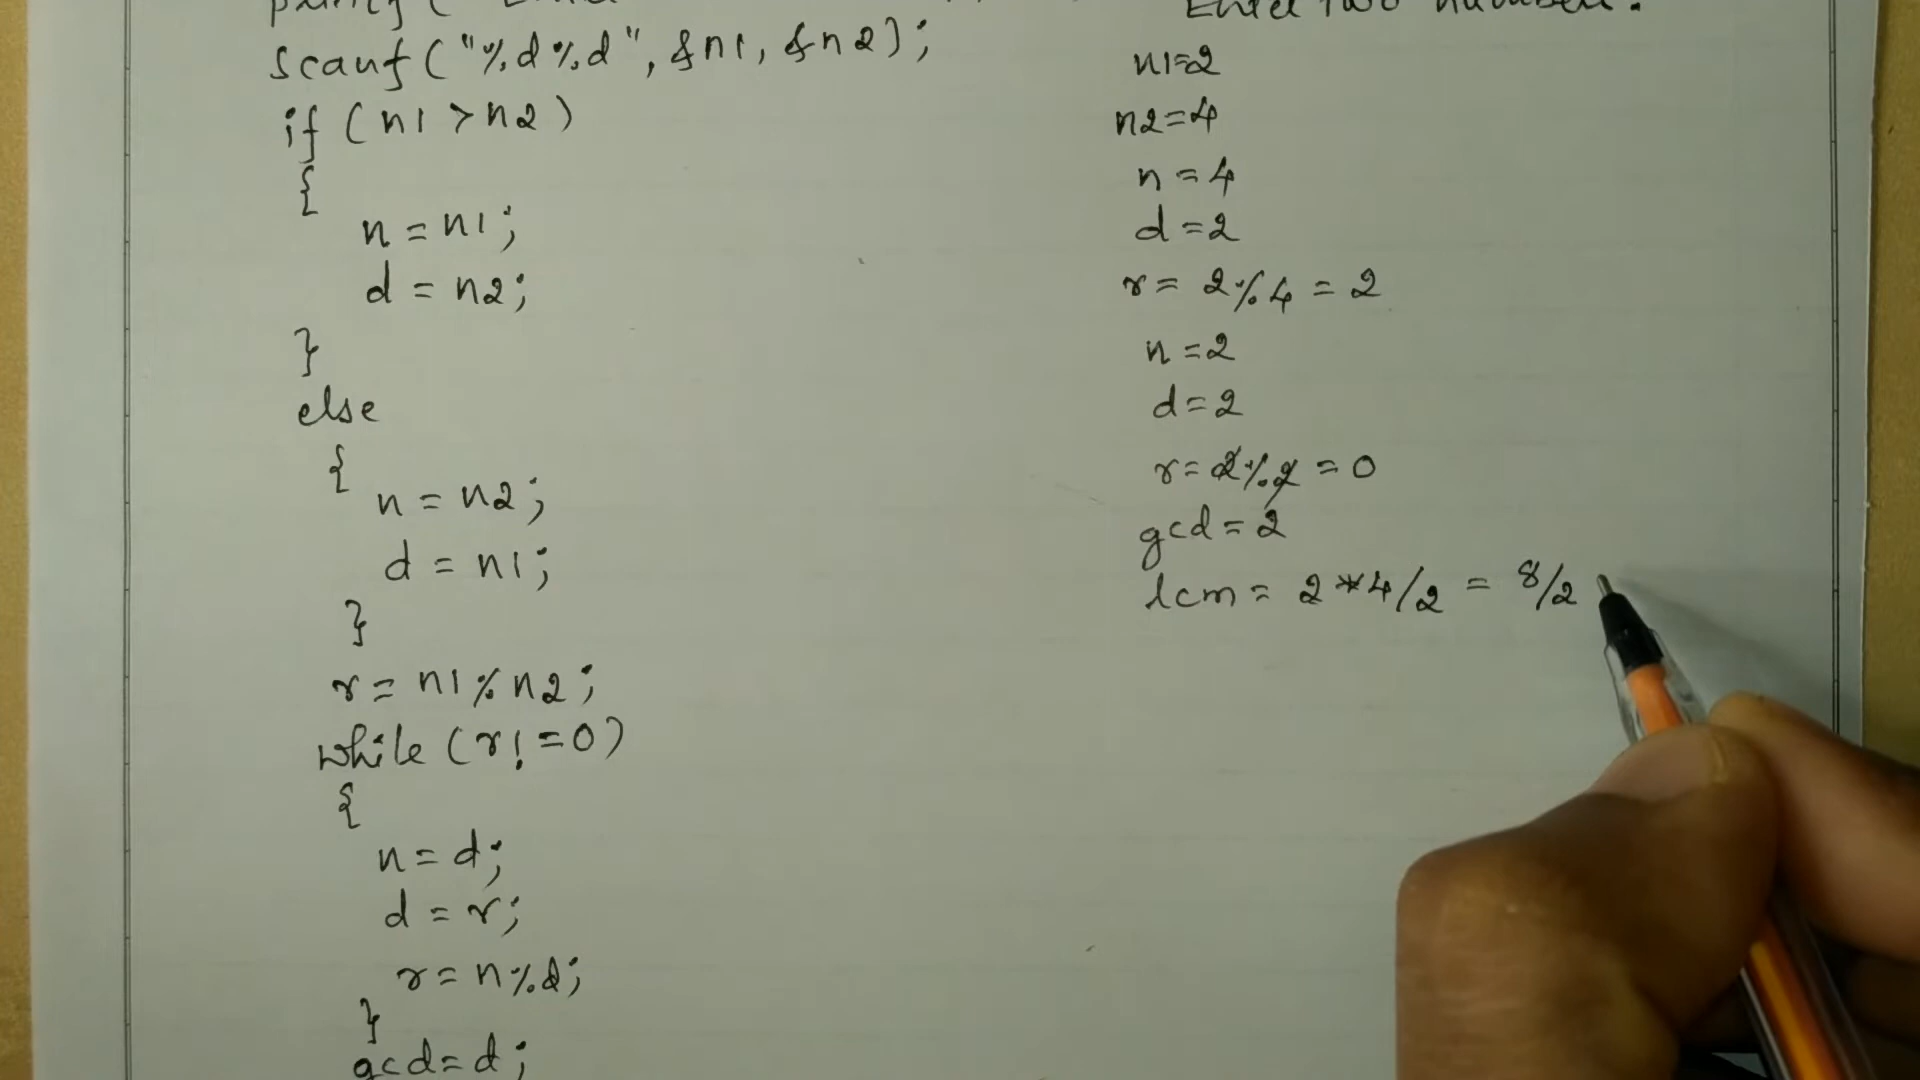 scanf("%d%d", &n1, &n2);
if (n1 > n2)
{
n = n1;
d = n2;
}
else
{
n = n2;
d = n1;
}
r = n1 % n2;
while (r! = 0)
{
n = d;
d = r;
r = n % d;
}
gcd = d;
n1=2
n2=4
n = 4
d = 2
r = 2 % 4 = 2
n = 2
d = 2
r = 2 % 2 = 0
gcd = 2
lcm = 2 * 4/2 = 8/2